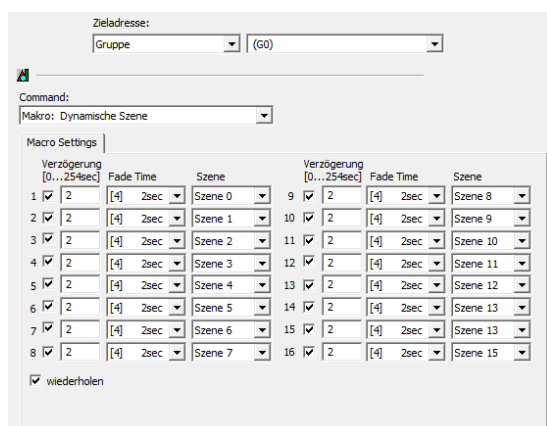 Zieladresse:
Gruppe (G0)
Command:
Makro: Dynamische Szene
Macro Settings
Verzögerung Verzögerung
[0...254sec] Fade Time Szene [0...254sec] Fade Time Szene
1 2 [4] 2sec Szene 0 9 2 [4] 2sec Szene 8
2 2 [4] 2sec Szene 1 10 2 [4] 2sec Szene 9
3 2 [4] 2sec Szene 2 11 2 [4] 2sec Szene 10
4 2 [4] 2sec Szene 3 12 2 [4] 2sec Szene 11
5 2 [4] 2sec Szene 4 13 2 [4] 2sec Szene 12
6 2 [4] 2sec Szene 5 14 2 [4] 2sec Szene 13
7 2 [4] 2sec Szene 6 15 2 [4] 2sec Szene 13
8 2 [4] 2sec Szene 7 16 2 [4] 2sec Szene 15
wiederholen